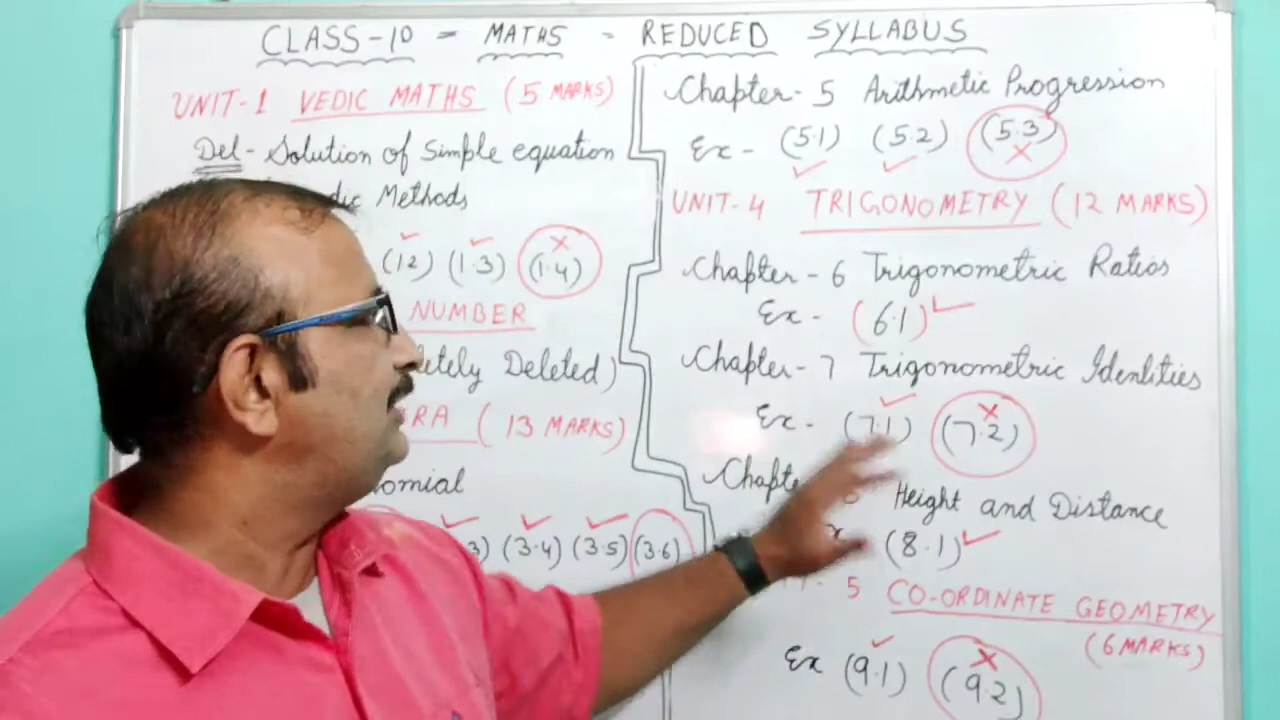 CLASS-10 = MATHS - REDUCED SYLLABUS
UNIT-1 VEDIC MATHS (5 MARKS)
Del - Solution of Simple equation
Methods
(1.2) (1.3) (1.4)
NUMBER
Deleted)
(13 MARKS)
(3.4) (3.5) (3.6)
Chapter-5 Arithmetic Progression
Ex- (5.1) (5.2) (5.3)
UNIT-4 TRIGONOMETRY (12 MARKS)
Chapter-6 Trigonometric Ratios
Ex- (6.1)
Chapter-7 Trigonometric Identities
Ex- (7.1) (7.2)
Height and Distance
(8.1)
5 CO-ORDINATE GEOMETRY
(6 MARKS)
Ex (9.1) (9.2)